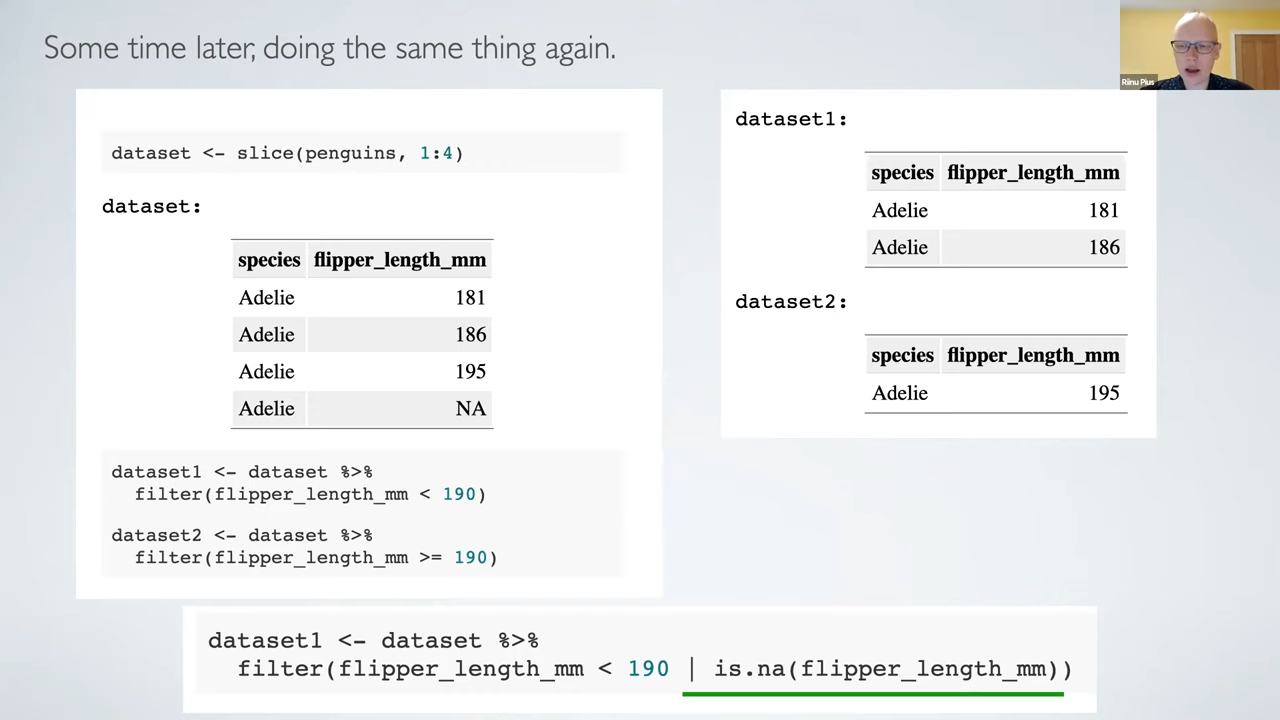 Some time later, doing the same thing again.
Riinu Pius
dataset <- slice(penguins, 1:4)
dataset:
species flipper_length_mm
Adelie 181
Adelie 186
Adelie 195
Adelie NA
dataset1 <- dataset %>%
filter(flipper_length_mm < 190)
dataset2 <- dataset %>%
filter(flipper_length_mm >= 190)
dataset1:
species flipper_length_mm
Adelie 181
Adelie 186
dataset2:
species flipper_length_mm
Adelie 195
dataset1 <- dataset %>%
filter(flipper_length_mm < 190 | is.na(flipper_length_mm))